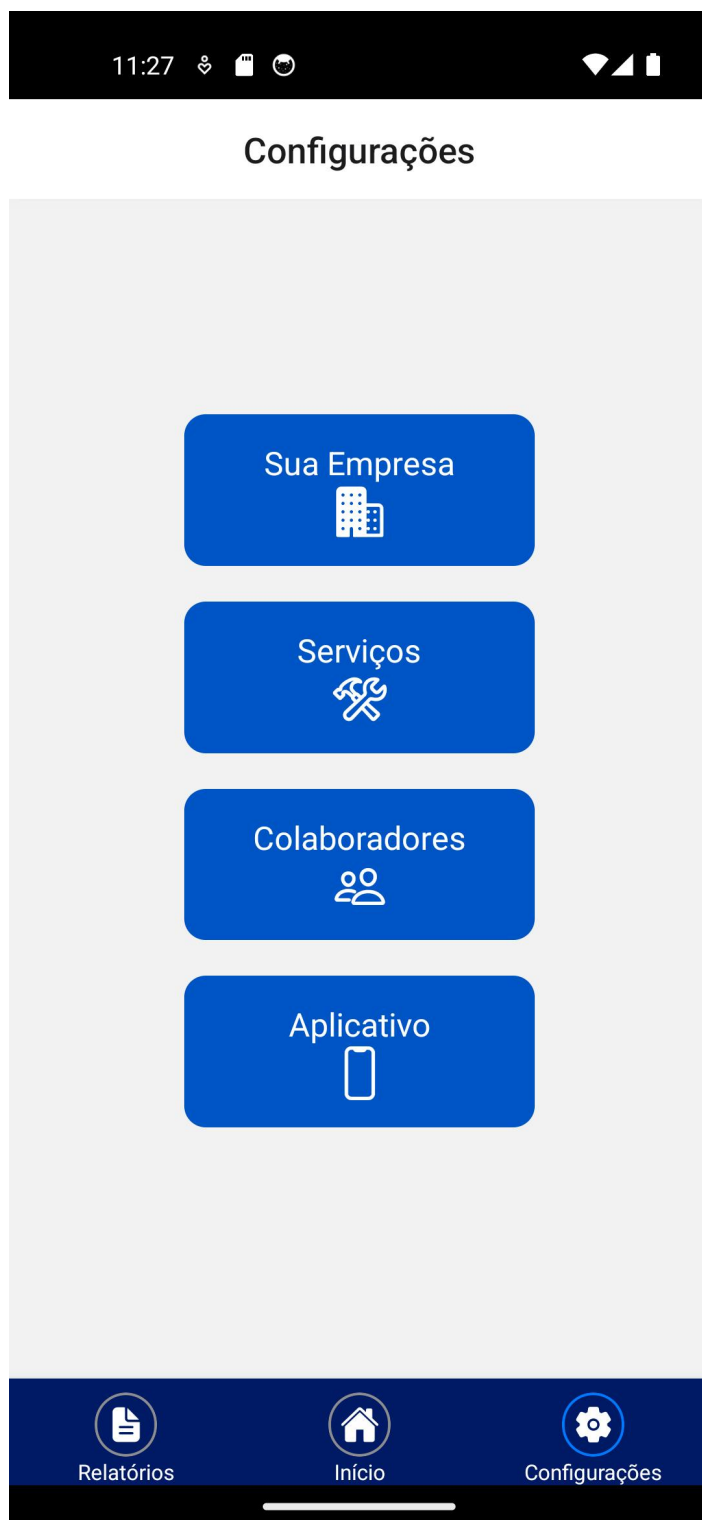 11:27
Configurações
Sua Empresa
Serviços
Colaboradores
Aplicativo
Relatórios
Início
Configurações